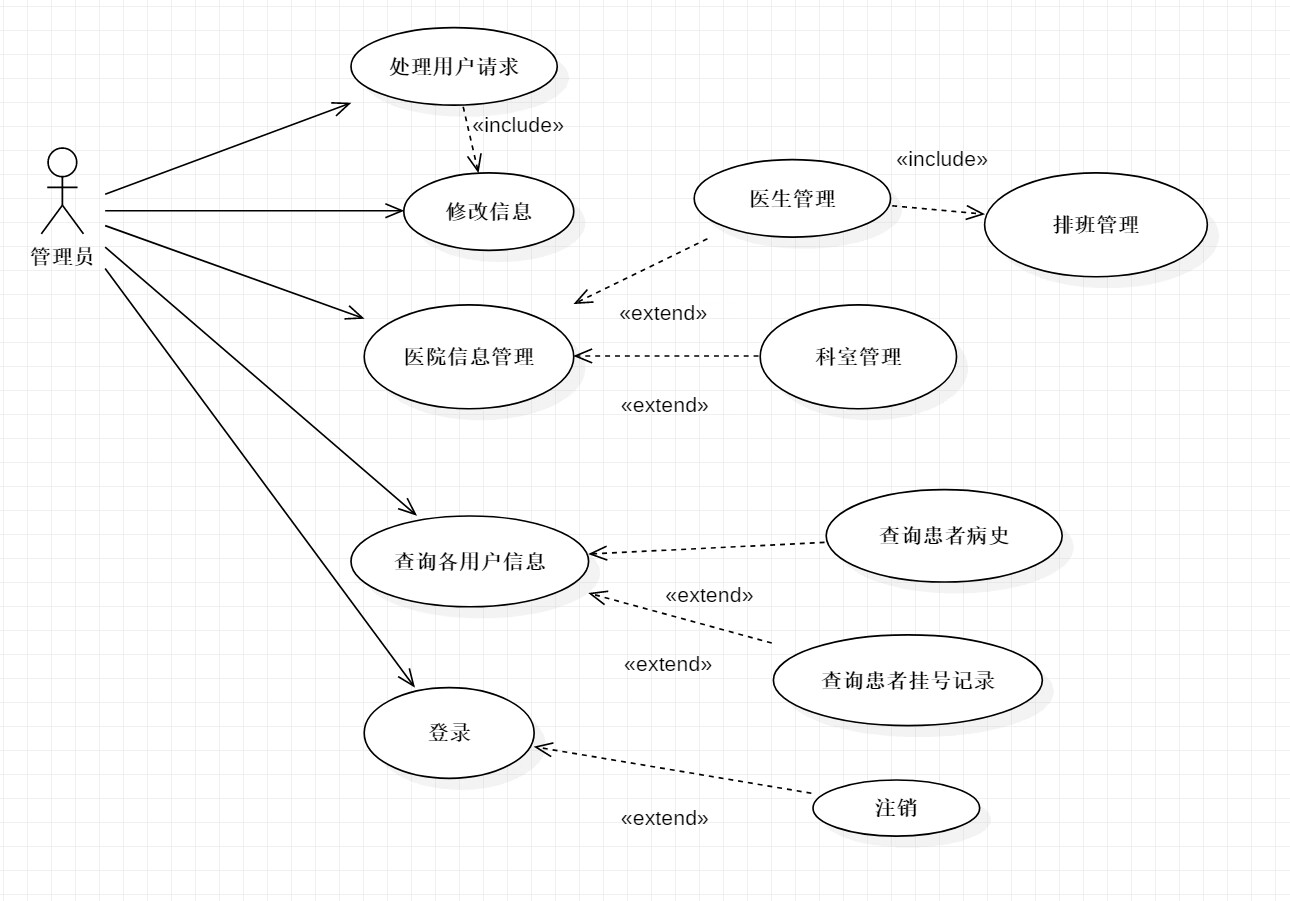 处理用户请求
«include»
管理员
修改信息
医生管理
«include»
排班管理
«extend»
医院信息管理
科室管理
«extend»
查询各用户信息
查询患者病史
«extend»
«extend»
查询患者挂号记录
登录
«extend»
注销